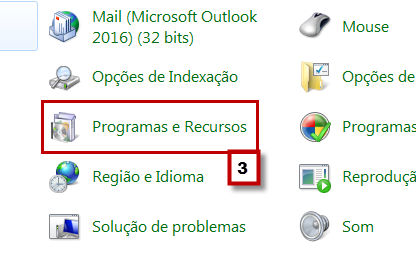 Mail (Microsoft Outlook
2016) (32 bits)
Mouse
Opções de Indexação
Opções de
Programas e Recursos
Programas
3
Região e Idioma
Reproduçã
Solução de problemas
Som